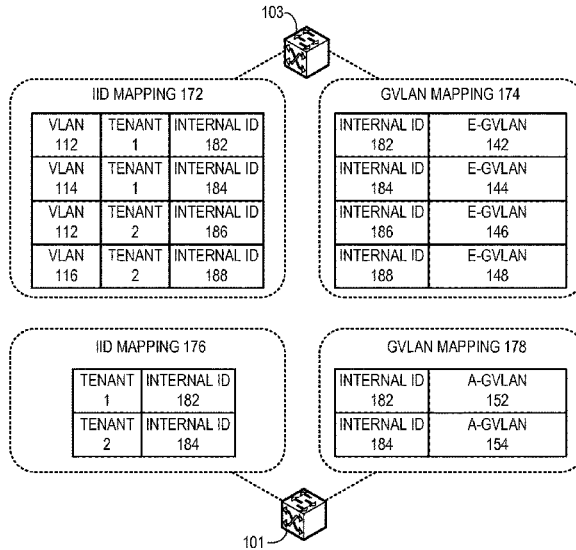 103
IID MAPPING 172
VLAN 112 TENANT 1 INTERNAL ID 182
VLAN 114 TENANT 1 INTERNAL ID 184
VLAN 112 TENANT 2 INTERNAL ID 186
VLAN 116 TENANT 2 INTERNAL ID 188
GVLAN MAPPING 174
INTERNAL ID 182 E-GVLAN 142
INTERNAL ID 184 E-GVLAN 144
INTERNAL ID 186 E-GVLAN 146
INTERNAL ID 188 E-GVLAN 148
IID MAPPING 176
TENANT 1 INTERNAL ID 182
TENANT 2 INTERNAL ID 184
GVLAN MAPPING 178
INTERNAL ID 182 A-GVLAN 152
INTERNAL ID 184 A-GVLAN 154
101